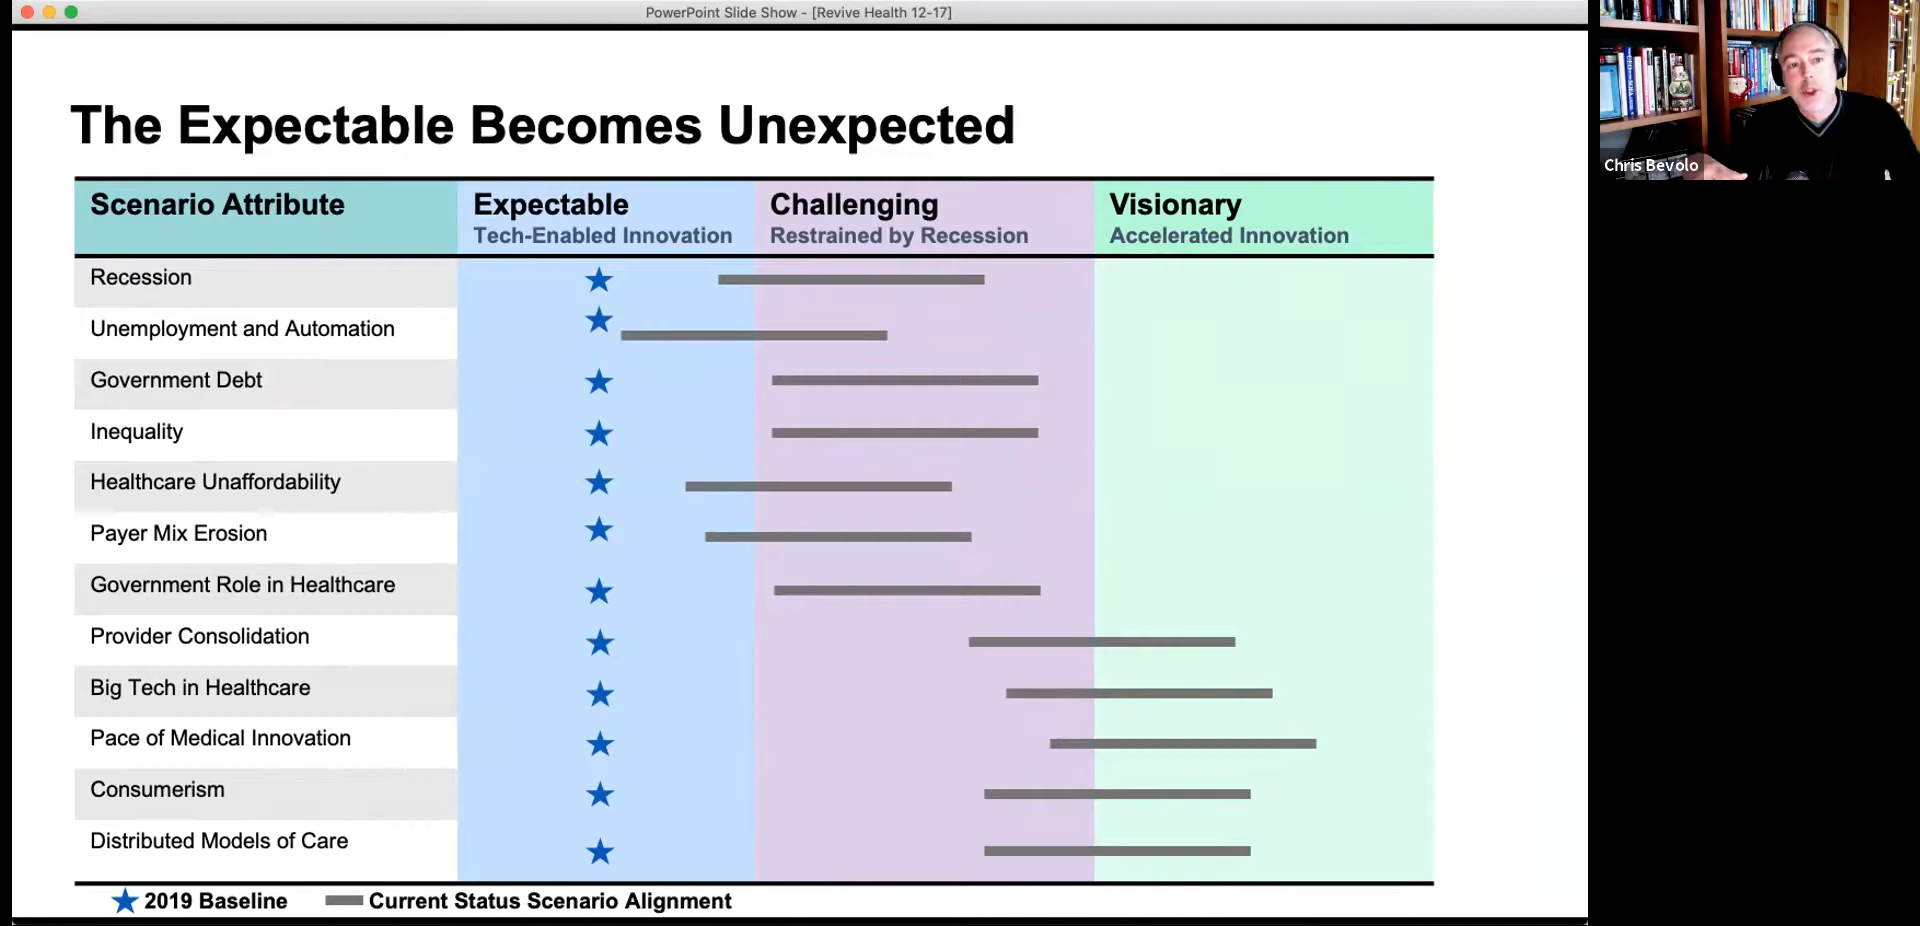 PowerPoint Slide Show - [Revive Health 12-17]
Chris Bevolo
The Expectable Becomes Unexpected
Scenario Attribute
Expectable
Tech-Enabled Innovation
Challenging
Restrained by Recession
Visionary
Accelerated Innovation
Recession
Unemployment and Automation
Government Debt
Inequality
Healthcare Unaffordability
Payer Mix Erosion
Government Role in Healthcare
Provider Consolidation
Big Tech in Healthcare
Pace of Medical Innovation
Consumerism
Distributed Models of Care
2019 Baseline
Current Status Scenario Alignment